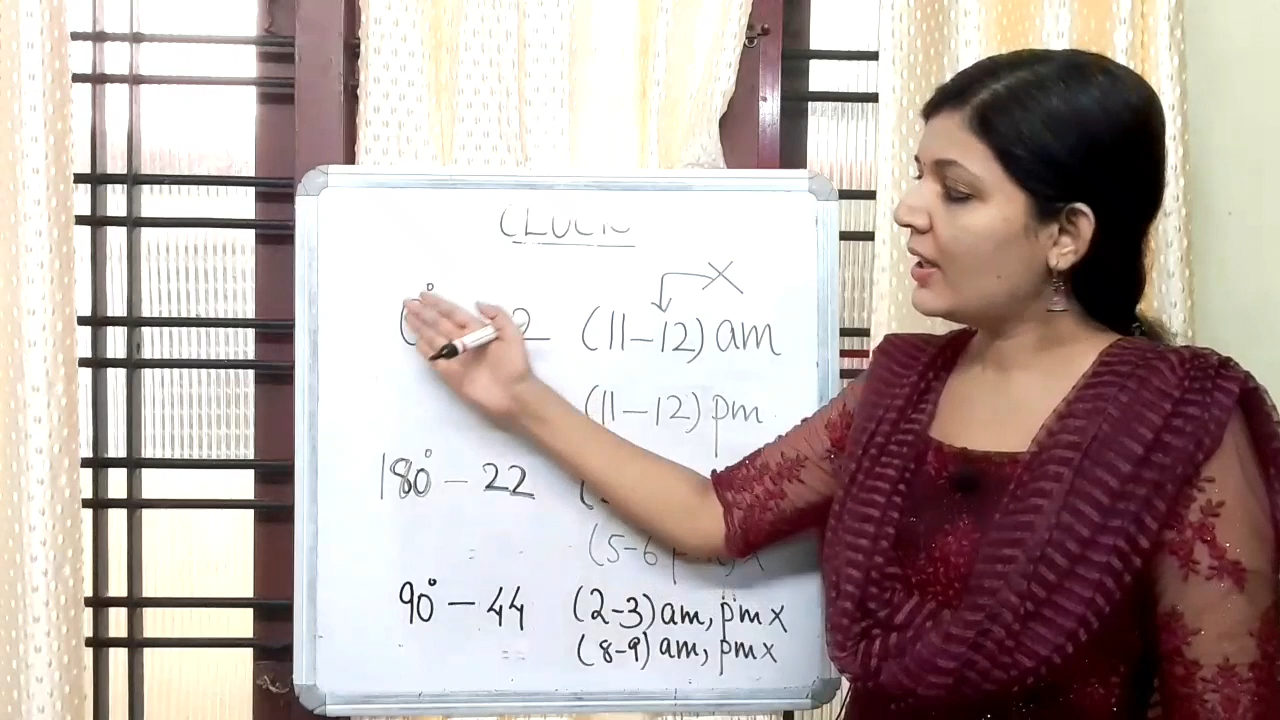 X
(11-12) am
(11-12) pm
180° - 22
(5-6
90° - 44 (2-3) am, pm x
(8-9) am, pm x